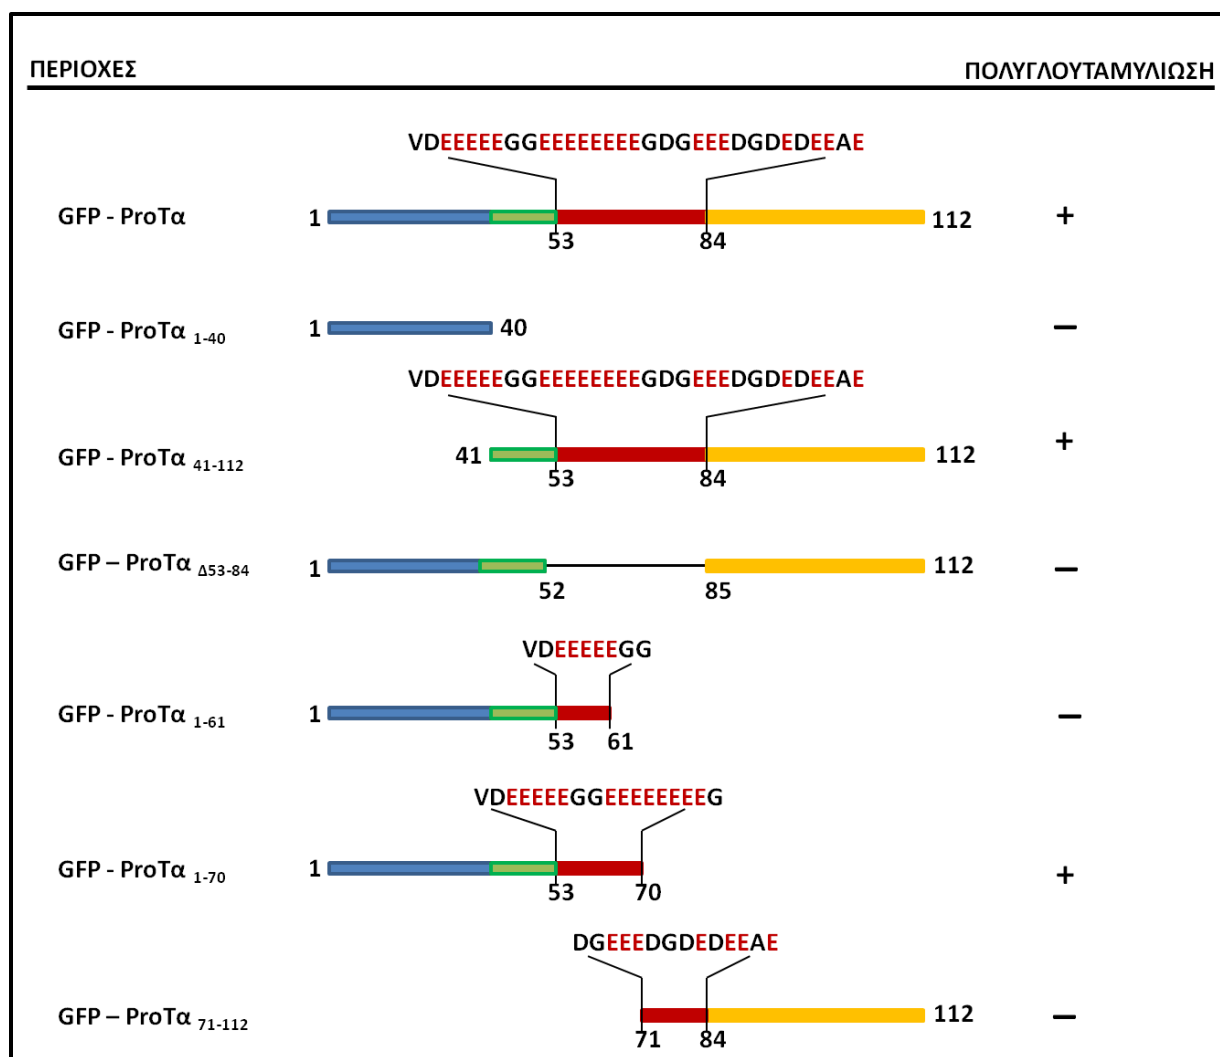 ΠΕΡΙΟΧΕΣ ΠΟΛΥΓΛΟΥΤΑΜΥΛΙΩΣΗ
VDEEEEEGGEEEEEEEEGDGEEEDGDEDEEAE
GFP - ProTα 1 112 +
53 84
GFP - ProTα 1-40 1 40 –
VDEEEEEGGEEEEEEEEGDGEEEDGDEDEEAE
GFP - ProTα 41-112 41 112 +
53 84
GFP – ProTα Δ53-84 1 112 –
52 85
VDEEEEEGG
GFP - ProTα 1-61 1 –
53 61
VDEEEEEGGEEEEEEEEG
GFP - ProTα 1-70 1 +
53 70
DGEEEDGDEDEEAE
GFP – ProTα 71-112 112 –
71 84